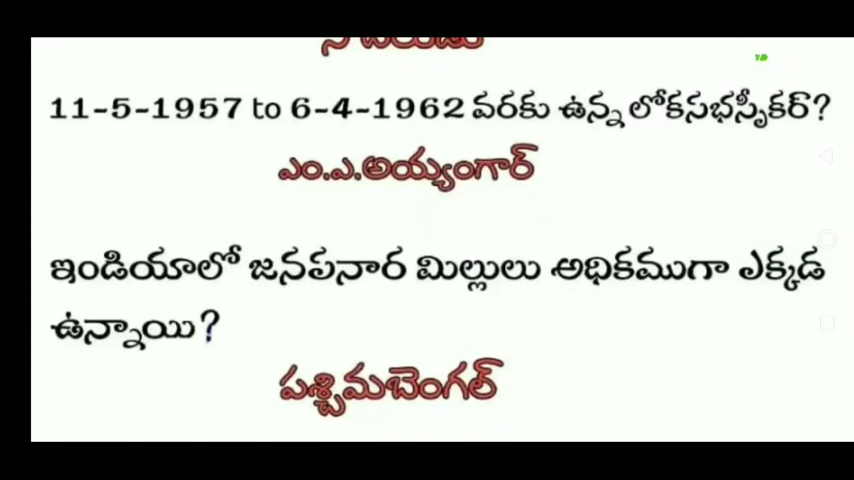 11-5-1957 to 6-4-1962 వరకు ఉన్న లోకసభస్పీకర్?
ఎం.ఎ.అయ్యంగార్
ఇండియాలో జనపనార మిల్లులు అధికముగా ఎక్కడ
ఉన్నాయి?
పశ్చిమబెంగల్